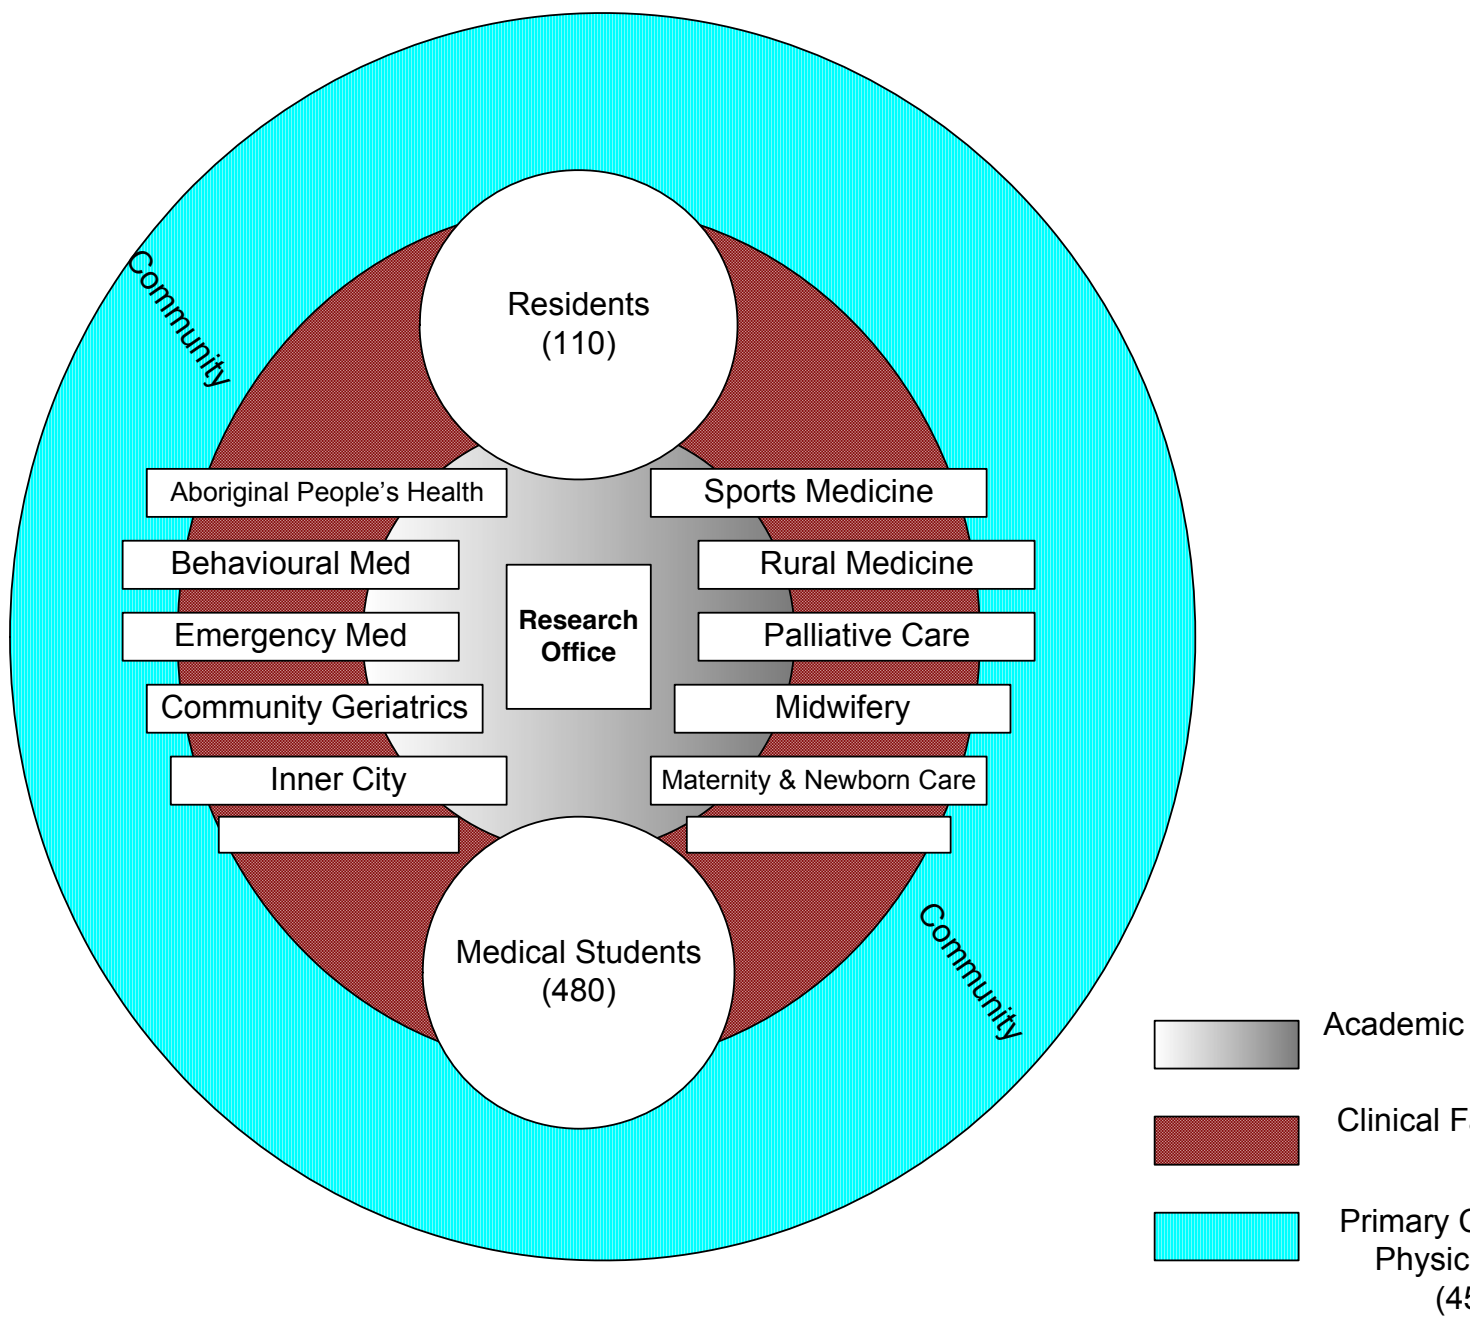 Community
Residents
(110)
Aboriginal People’s Health
Sports Medicine
Behavioural Med
Rural Medicine
Research
Office
Emergency Med
Palliative Care
Community Geriatrics
Midwifery
Inner City
Maternity & Newborn Care
Medical Students
(480)
Community
Academic
Clinical
Primary